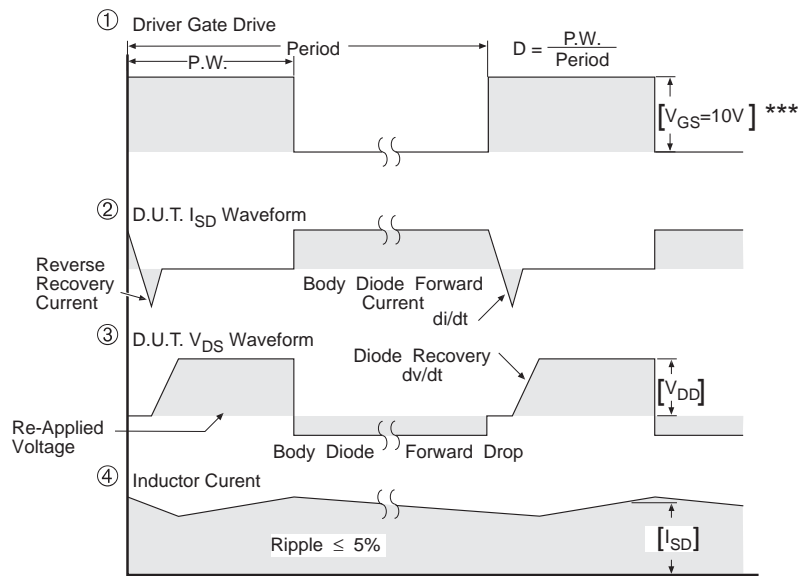 ① Driver Gate Drive
Period
P.W.
D = P.W. / Period
[VGS=10V] ***
② D.U.T. ISD Waveform
Reverse
Recovery
Current
Body Diode Forward
Current
di/dt
③ D.U.T. VDS Waveform
Diode Recovery
dv/dt
[VDD]
Re-Applied
Voltage
Body Diode Forward Drop
④ Inductor Curent
Ripple ≤ 5%
[ISD]